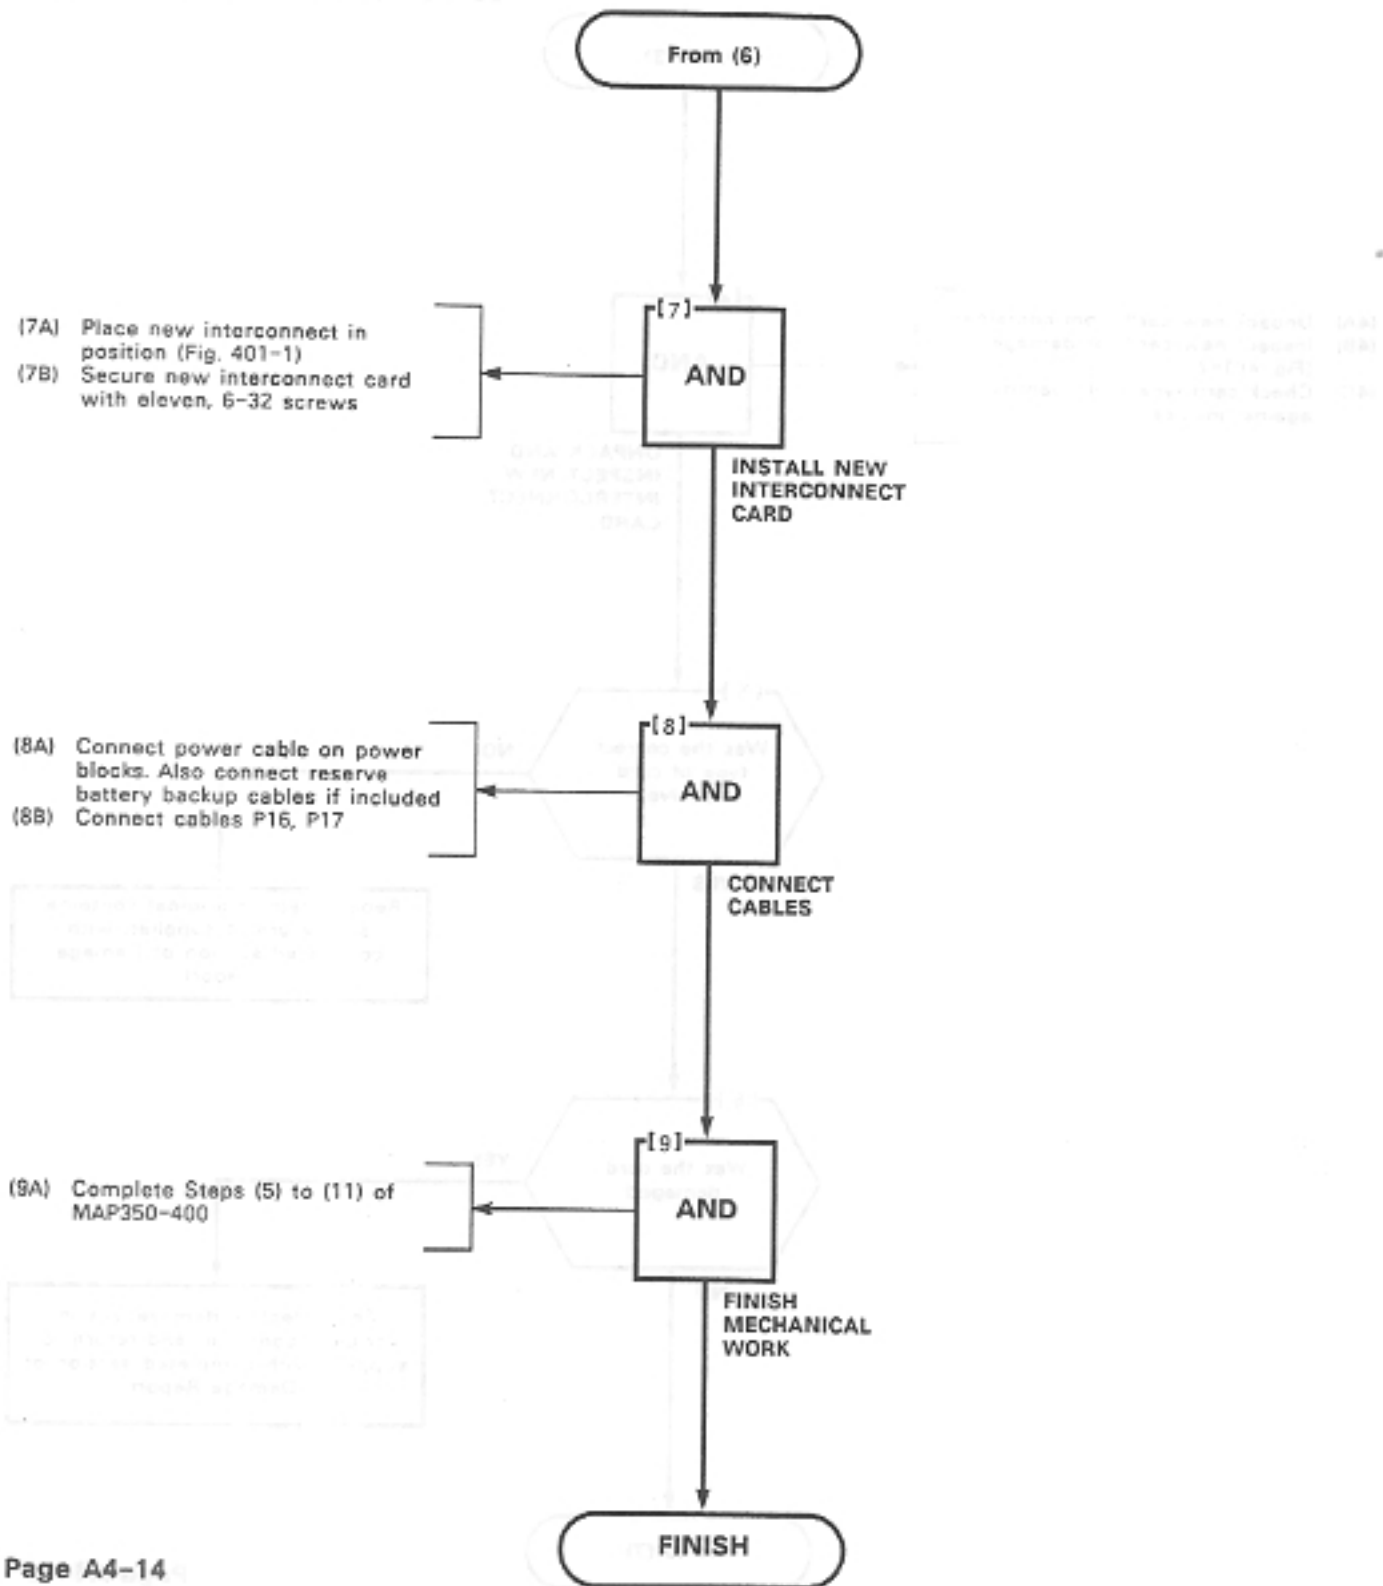 From (6)
[7]
(7A) Place new interconnect in
position (Fig. 401-1)
(7B) Secure new interconnect card
with eleven, 6-32 screws
AND
INSTALL NEW
INTERCONNECT
CARD
[8]
(8A) Connect power cable on power
blocks. Also connect reserve
battery backup cables if included
(8B) Connect cables P16, P17
AND
CONNECT
CABLES
[9]
(9A) Complete Steps (5) to (11) of
MAP350-400
AND
FINISH
MECHANICAL
WORK
FINISH
Page A4-14